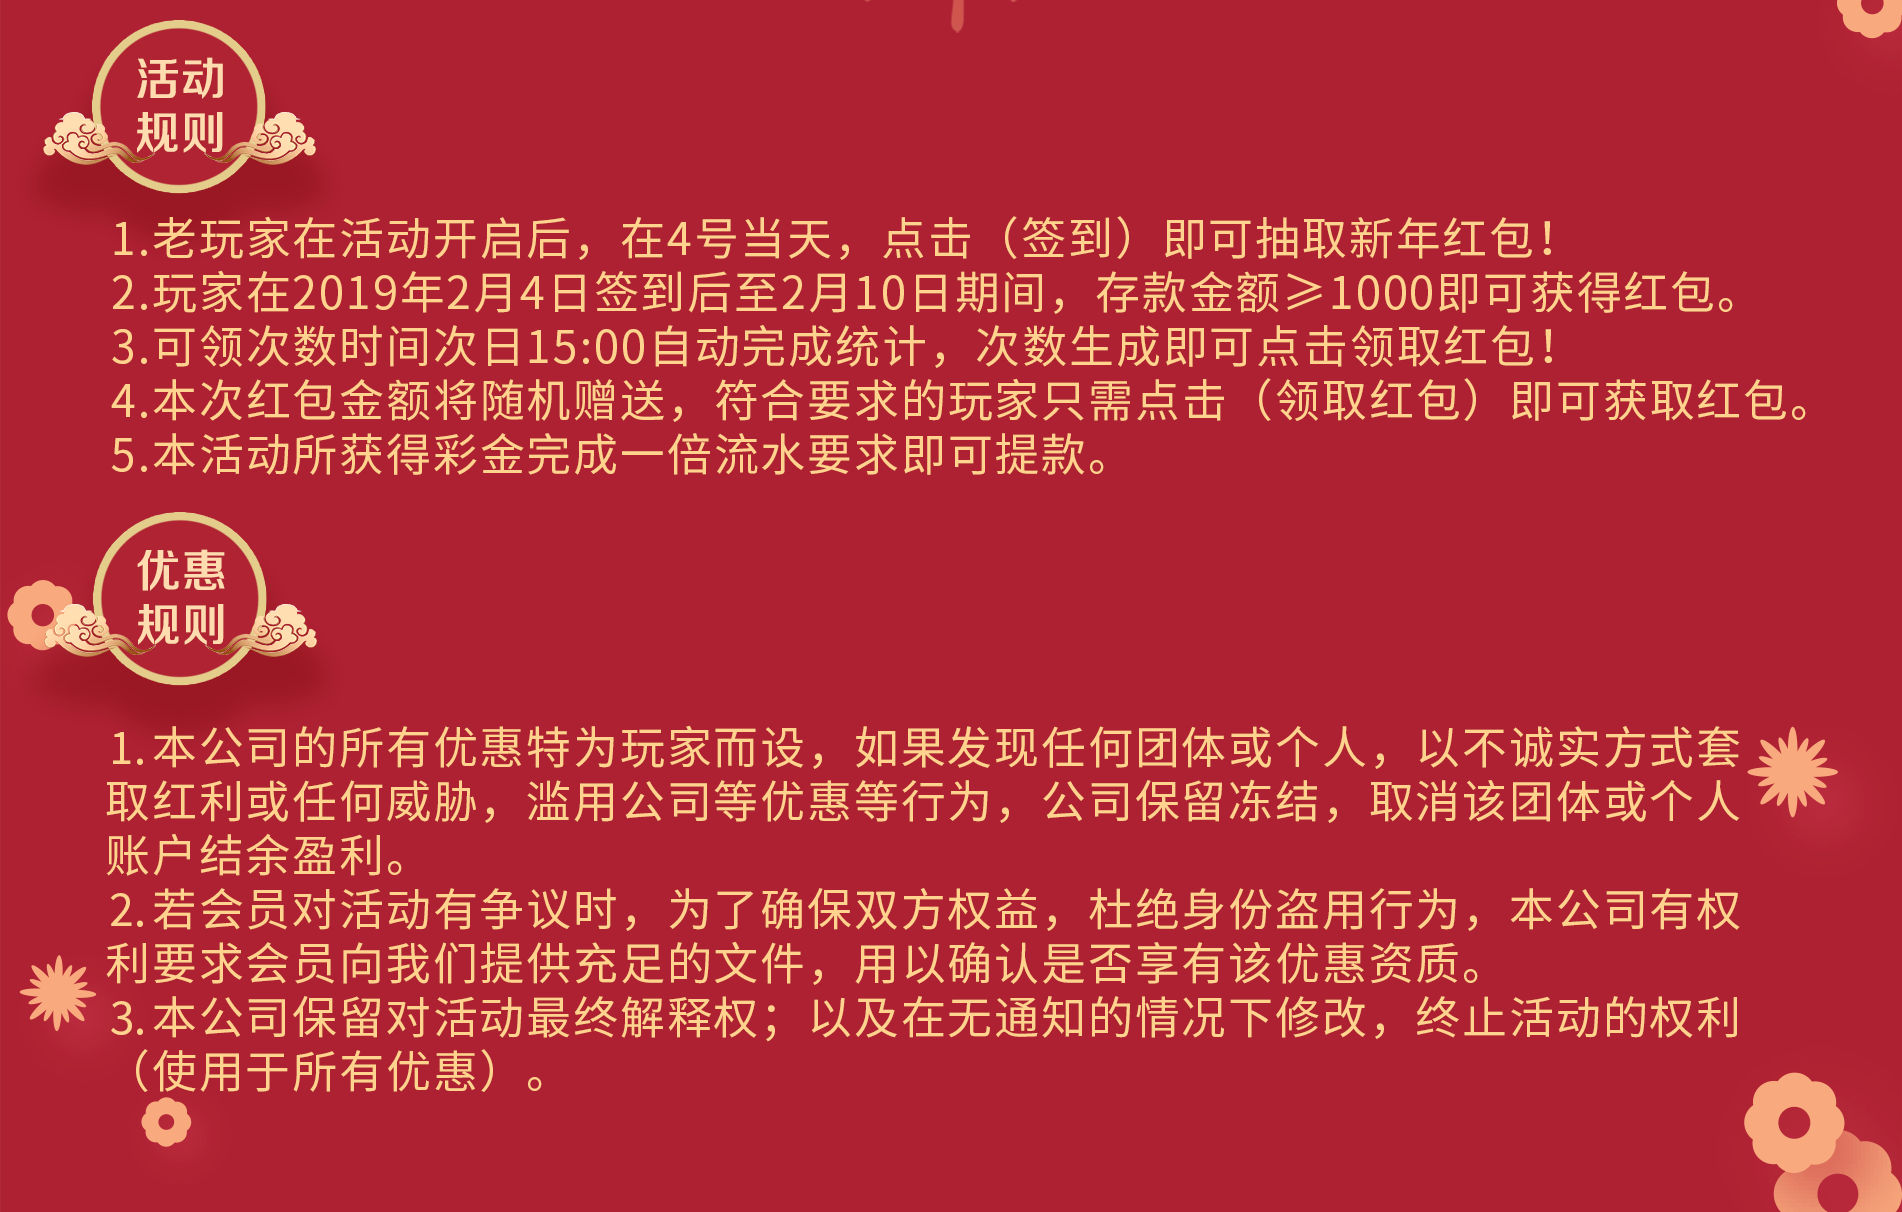 活动
规则
1.老玩家在活动开启后，在4号当天，点击（签到）即可抽取新年红包！
2.玩家在2019年2月4日签到后至2月10日期间，存款金额≥1000即可获得红包。
3.可领次数时间次日15:00自动完成统计，次数生成即可点击领取红包！
4.本次红包金额将随机赠送，符合要求的玩家只需点击（领取红包）即可获取红包。
5.本活动所获得彩金完成一倍流水要求即可提款。
优惠
规则
1.本公司的所有优惠特为玩家而设，如果发现任何团体或个人，以不诚实方式套
取红利或任何威胁，滥用公司等优惠等行为，公司保留冻结，取消该团体或个人
账户结余盈利。
2.若会员对活动有争议时，为了确保双方权益，杜绝身份盗用行为，本公司有权
利要求会员向我们提供充足的文件，用以确认是否享有该优惠资质。
3.本公司保留对活动最终解释权；以及在无通知的情况下修改，终止活动的权利
（使用于所有优惠）。